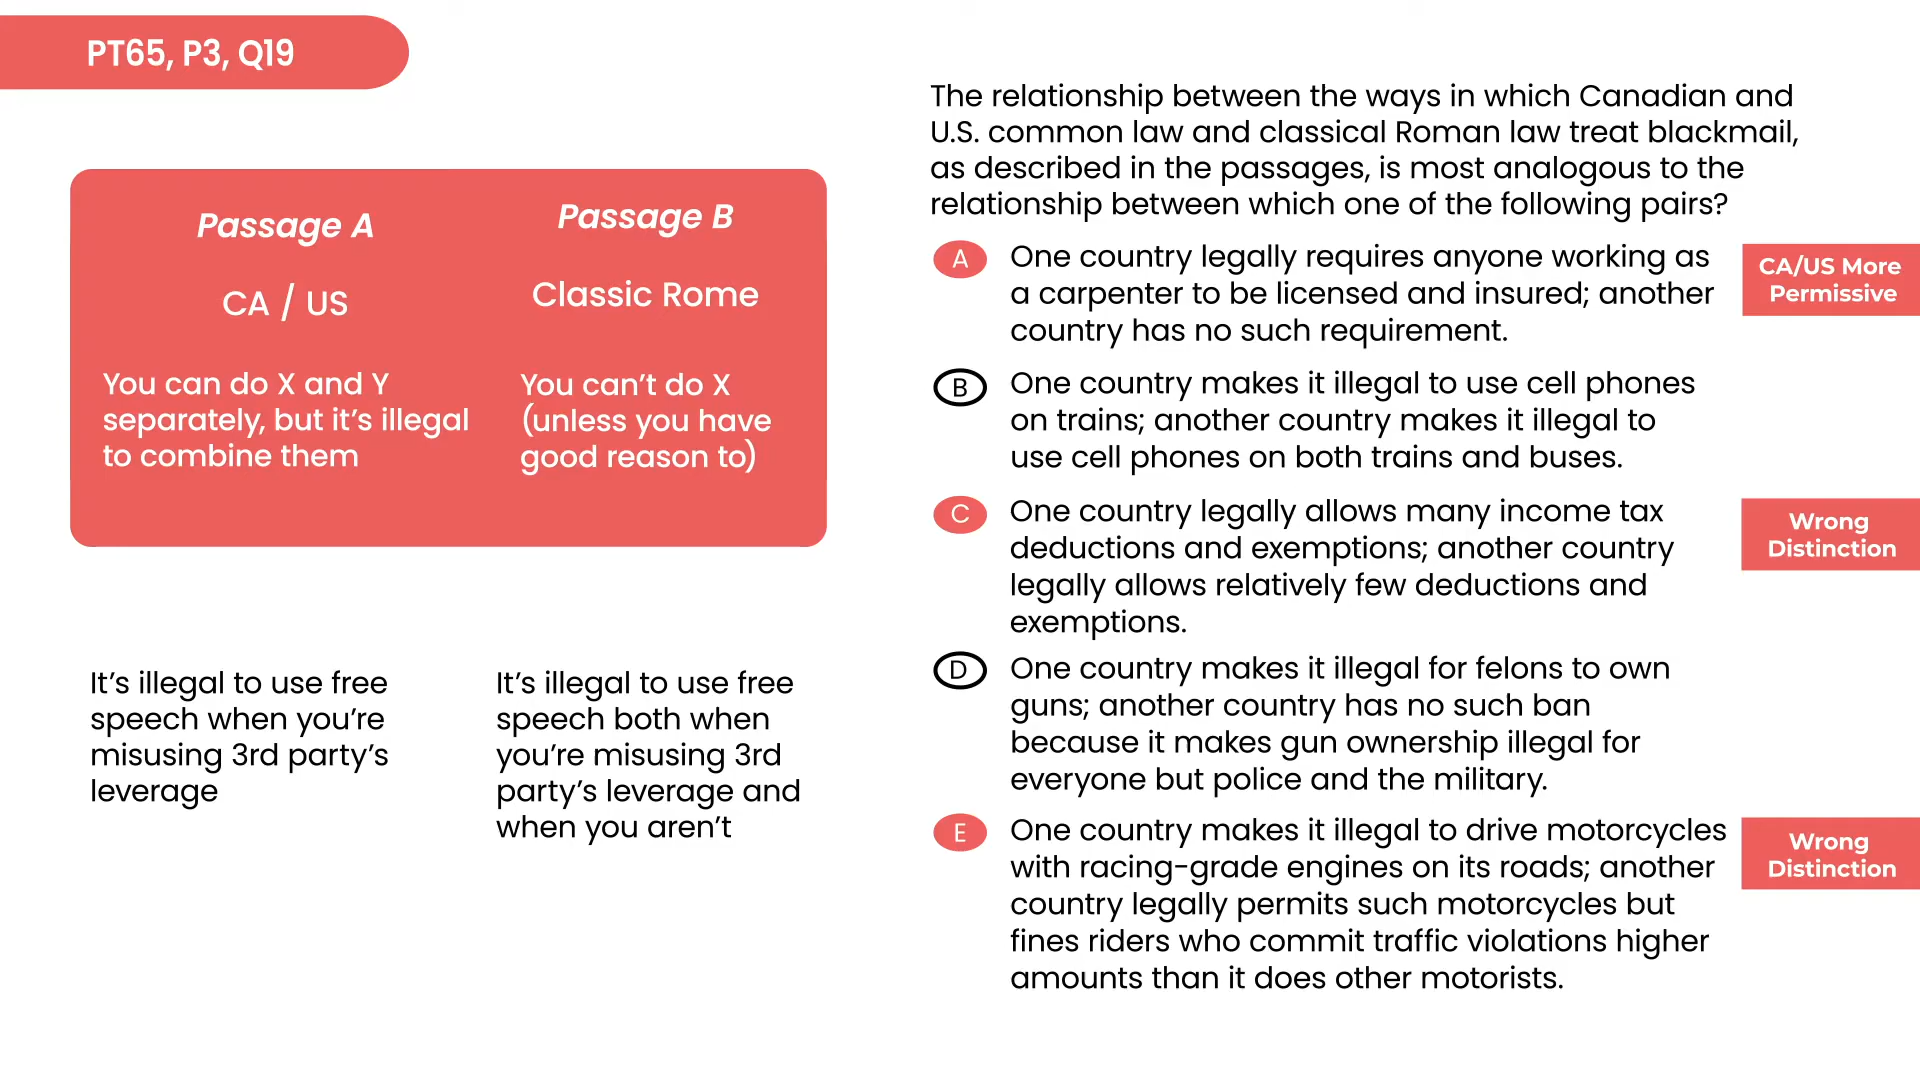 PT65, P3, Q19
Passage A
CA / US
You can do X and Y
separately, but it's illegal
to combine them
Passage B
Classic Rome
You can't do X
(unless you have
good reason to)
It's illegal to use free
speech when you're
misusing 3rd party's
leverage
It's illegal to use free
speech both when
you're misusing 3rd
party's leverage and
when you aren't
The relationship between the ways in which Canadian and
U.S. common law and classical Roman law treat blackmail,
as described in the passages, is most analogous to the
relationship between which one of the following pairs?
A One country legally requires anyone working as
a carpenter to be licensed and insured; another
country has no such requirement.
CA/US More
Permissive
B One country makes it illegal to use cell phones
on trains; another country makes it illegal to
use cell phones on both trains and buses.
C One country legally allows many income tax
deductions and exemptions; another country
legally allows relatively few deductions and
exemptions.
Wrong
Distinction
D One country makes it illegal for felons to own
guns; another country has no such ban
because it makes gun ownership illegal for
everyone but police and the military.
E One country makes it illegal to drive motorcycles
with racing-grade engines on its roads; another
country legally permits such motorcycles but
fines riders who commit traffic violations higher
amounts than it does other motorists.
Wrong
Distinction